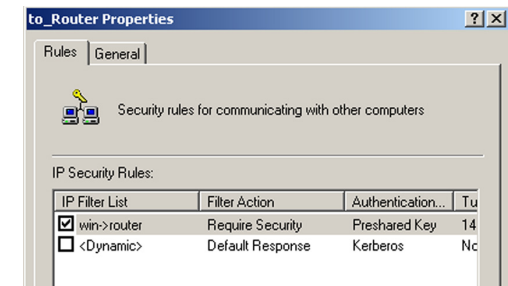 to_Router Properties
Rules General
Security rules for communicating with other computers
IP Security Rules:
IP Filter List Filter Action Authentication... Tu
win->router Require Security Preshared Key 14
<Dynamic> Default Response Kerberos Nc